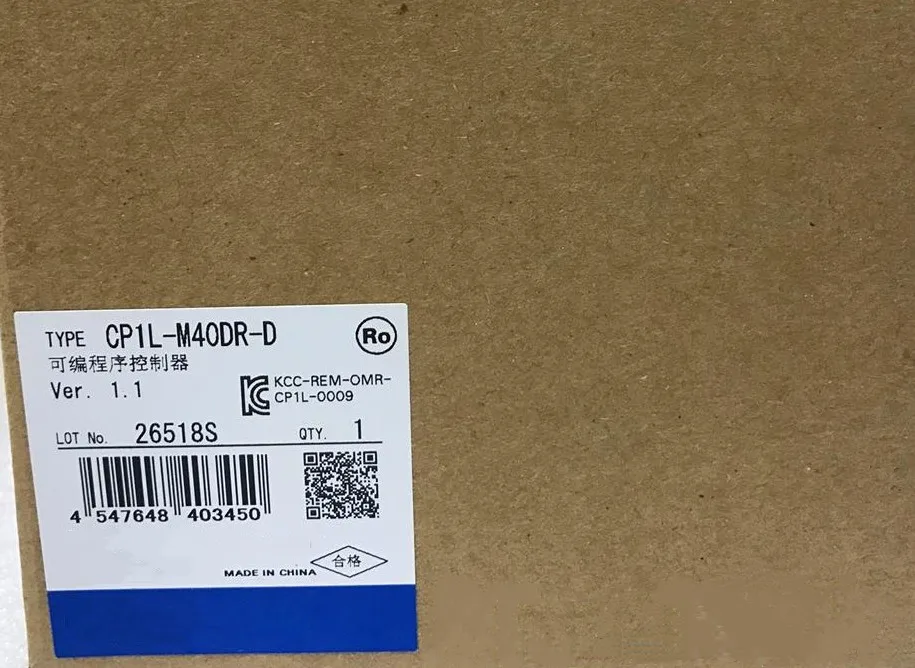 TYPE CP1L-M40DR-D
Ro
可编程序控制器
Ver. 1.1
KC KCC-REM-OMR-
CP1L-0009
LOT No. 26518S QTY. 1
4 547648 403450
合格
MADE IN CHINA